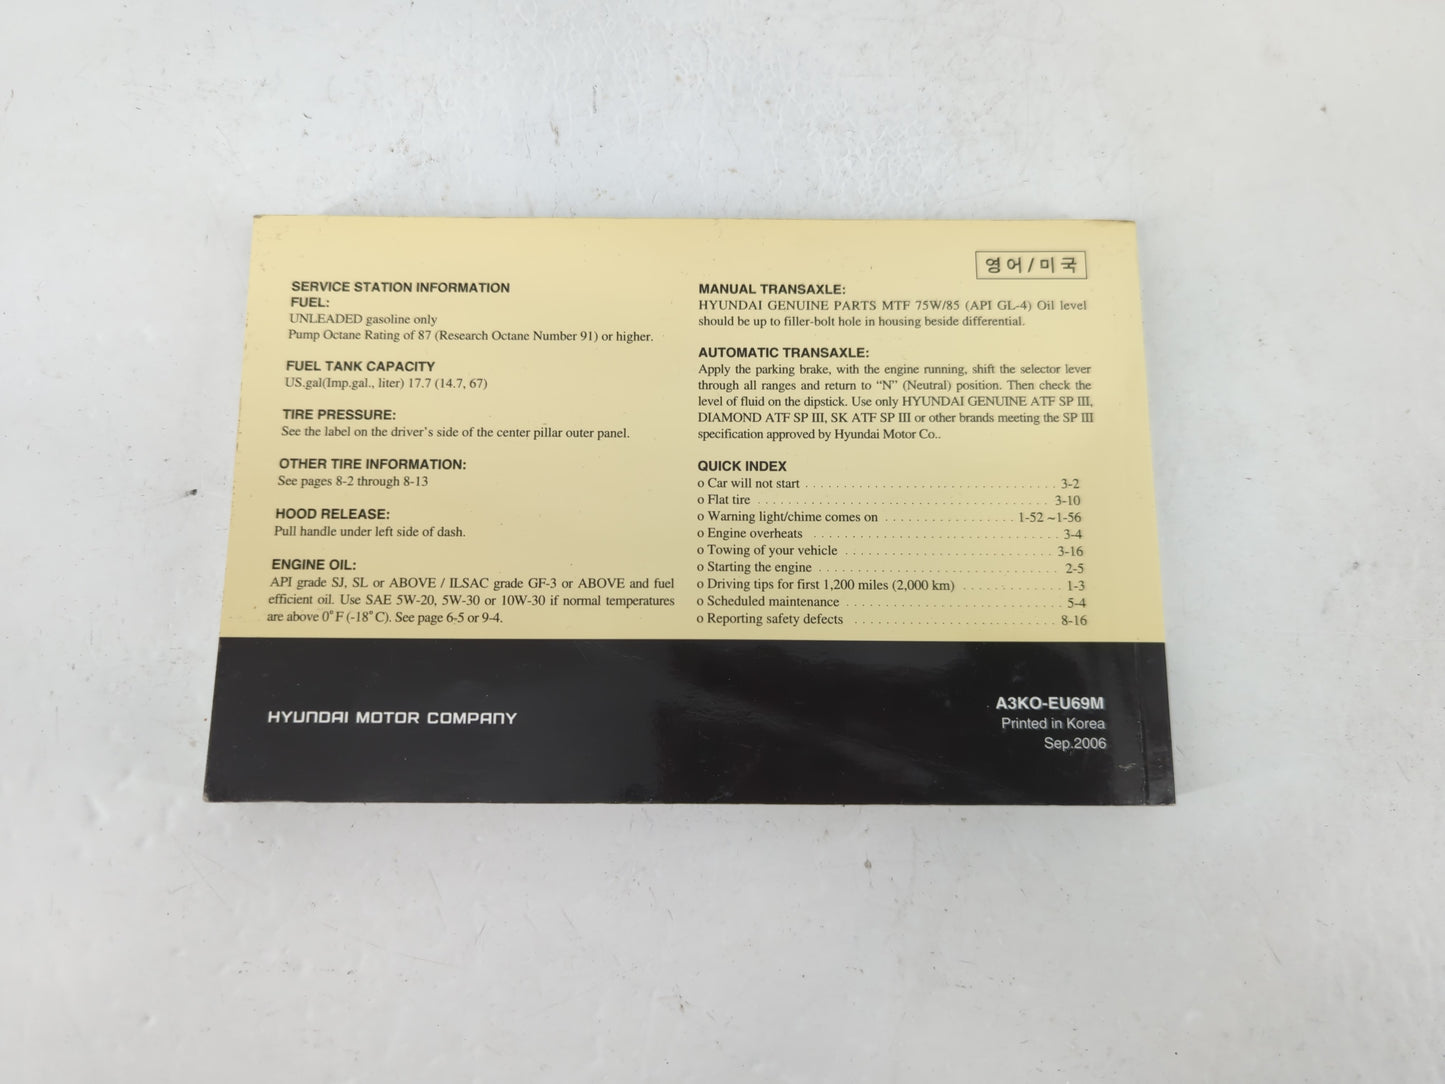 SERVICE STATION INFORMATION
FUEL:
UNLEADED gasoline only
Pump Octane Rating of 87 (Research Octane Number 91) or higher.
FUEL TANK CAPACITY
US.gal(Imp.gal., liter) 17.7 (14.7, 67)
TIRE PRESSURE:
See the label on the driver's side of the center pillar outer panel.
OTHER TIRE INFORMATION:
See pages 8-2 through 8-13
HOOD RELEASE:
Pull handle under left side of dash.
ENGINE OIL:
API grade SJ, SL or ABOVE / ILSAC grade GF-3 or ABOVE and fuel
efficient oil. Use SAE 5W-20, 5W-30 or 10W-30 if normal temperatures
are above 0°F (-18°C). See page 6-5 or 9-4.
영어/미국
MANUAL TRANSAXLE:
HYUNDAI GENUINE PARTS MTF 75W/85 (API GL-4) Oil level
should be up to filler-bolt hole in housing beside differential.
AUTOMATIC TRANSAXLE:
Apply the parking brake, with the engine running, shift the selector lever
through all ranges and return to "N" (Neutral) position. Then check the
level of fluid on the dipstick. Use only HYUNDAI GENUINE ATF SP III,
DIAMOND ATF SP III, SK ATF SP III or other brands meeting the SP III
specification approved by Hyundai Motor Co..
QUICK INDEX
o Car will not start . . . . . . . . . . . . . . . . . . . . . . . . . . . . . . . . 3-2
o Flat tire . . . . . . . . . . . . . . . . . . . . . . . . . . . . . . . . . . . . . 3-10
o Warning light/chime comes on . . . . . . . . . . . . . . . . . 1-52 ~1-56
o Engine overheats . . . . . . . . . . . . . . . . . . . . . . . . . . . . . . . 3-4
o Towing of your vehicle . . . . . . . . . . . . . . . . . . . . . . . . . . . 3-16
o Starting the engine . . . . . . . . . . . . . . . . . . . . . . . . . . . . . . . 2-5
o Driving tips for first 1,200 miles (2,000 km) . . . . . . . . . . . . . 1-3
o Scheduled maintenance . . . . . . . . . . . . . . . . . . . . . . . . . . . 5-4
o Reporting safety defects . . . . . . . . . . . . . . . . . . . . . . . . . . 8-16
HYUNDAI MOTOR COMPANY
A3KO-EU69M
Printed in Korea
Sep.2006